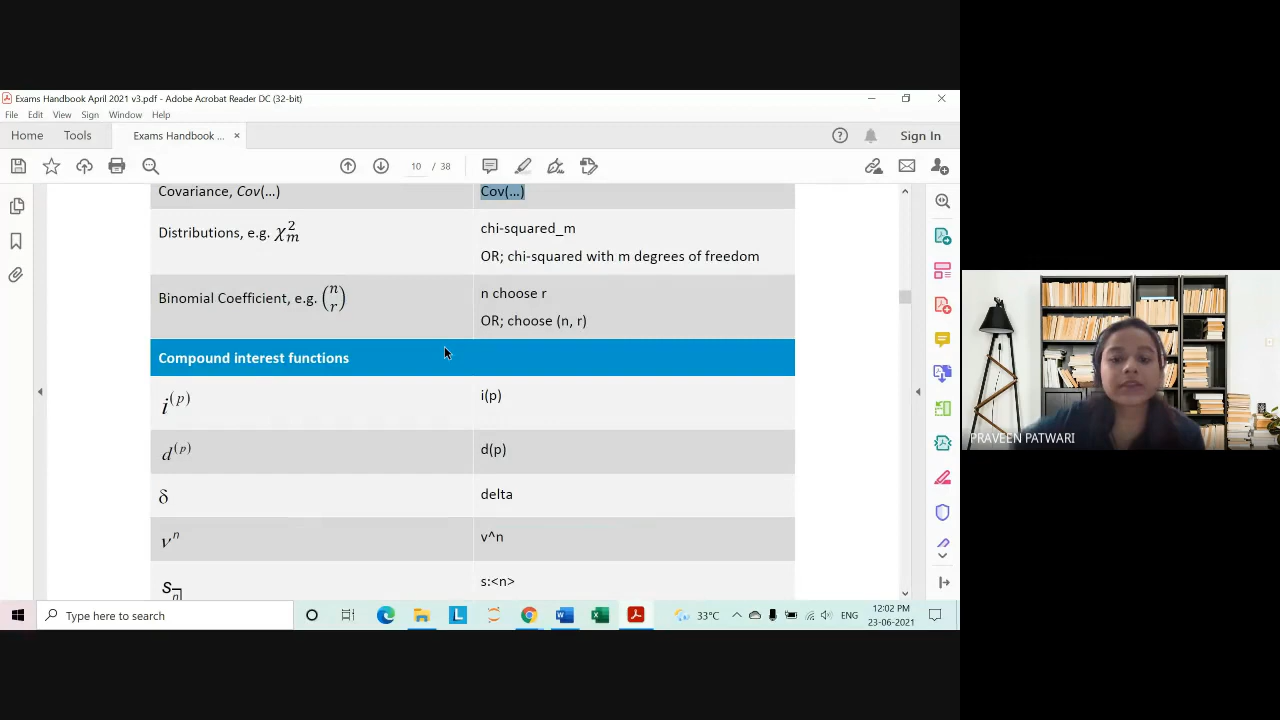 Exams Handbook April 2021 v3.pdf - Adobe Acrobat Reader DC (32-bit)
File Edit View Sign Window Help
Home Tools Exams Handbook ... × Sign In
10 / 38
Covariance, Cov(…) Cov(…)
Distributions, e.g. χ²ₘ chi-squared_m
OR; chi-squared with m degrees of freedom
Binomial Coefficient, e.g. (n r) n choose r
OR; choose (n, r)
Compound interest functions
i⁽ᵖ⁾ i(p)
d⁽ᵖ⁾ d(p)
δ delta
vⁿ v^n
s n̅| s:<n>
PRAVEEN PATWARI
Type here to search
L
33°C
ENG
12:02 PM
23-06-2021